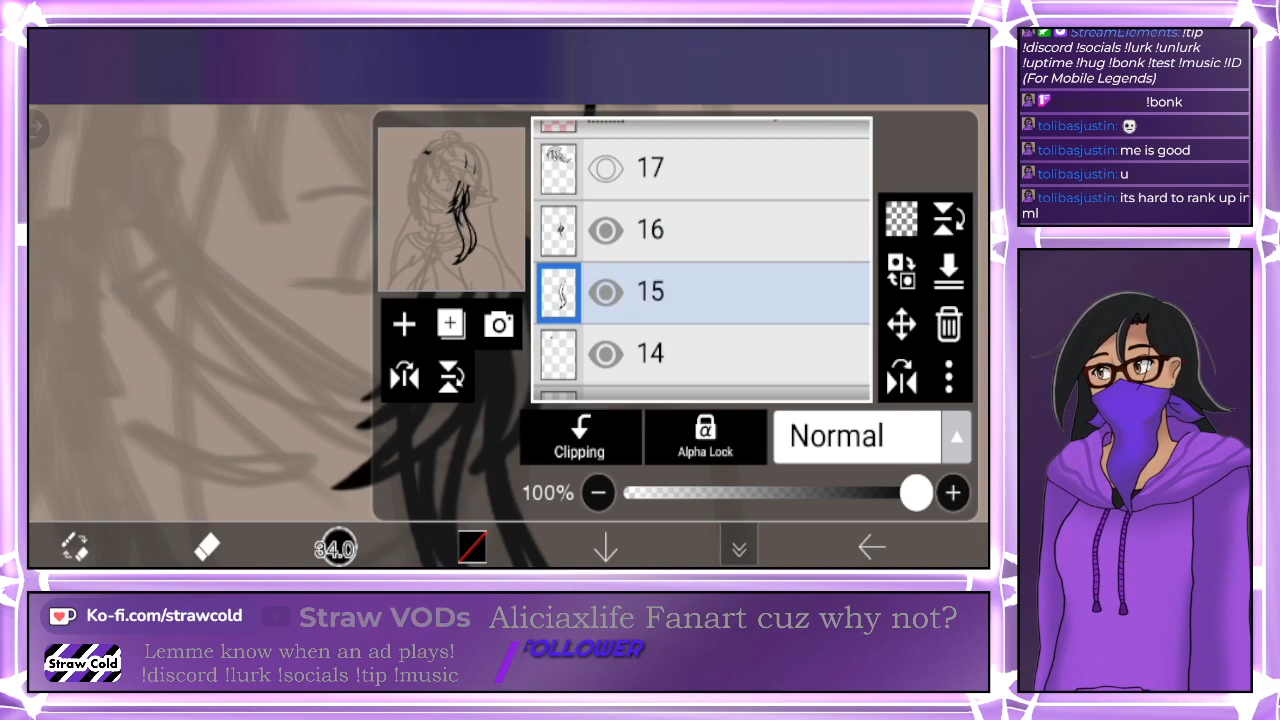 17
16
15
14
Clipping
Alpha Lock
Normal
100%
34.0
StreamElements: !tip
!discord !socials !lurk !unlurk
!uptime !hug !bonk !test !music !ID
(For Mobile Legends)
!bonk
tolibasjustin:
tolibasjustin: me is good
tolibasjustin: u
tolibasjustin: its hard to rank up in
ml
Ko-fi.com/strawcold
Straw VODs
Aliciaxlife Fanart cuz why not?
Straw Cold
Lemme know when an ad plays!
!discord !lurk !socials !tip !music
FOLLOWER